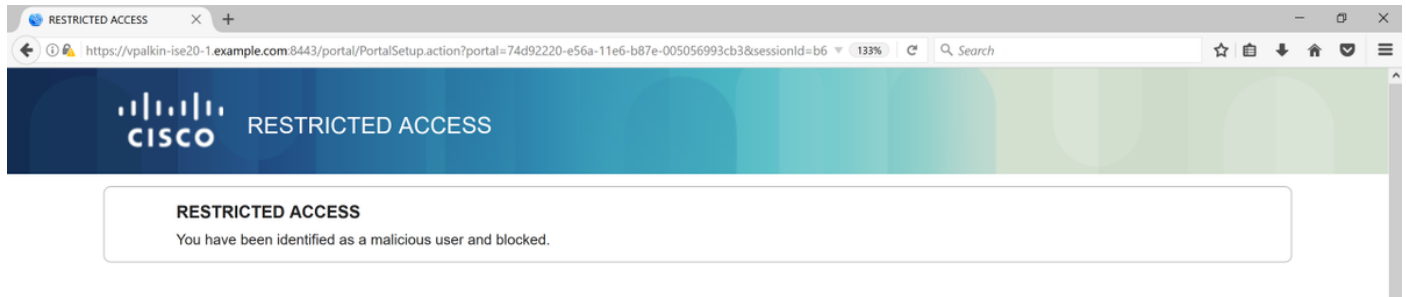 RESTRICTED ACCESS
https://vpalkin-ise20-1.example.com:8443/portal/PortalSetup.action?portal=74d92220-e56a-11e6-b87e-005056993cb3&sessionId=b6 133% Search
CISCO RESTRICTED ACCESS
RESTRICTED ACCESS
You have been identified as a malicious user and blocked.